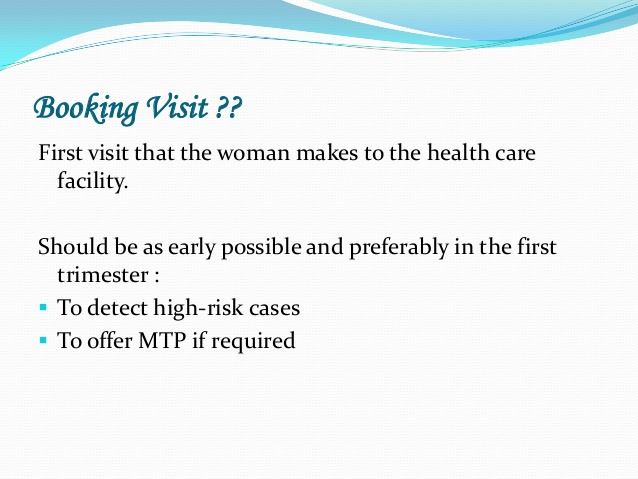 Booking Visit ??
First visit that the woman makes to the health care
facility.
Should be as early possible and preferably in the first
trimester :
▪ To detect high-risk cases
▪ To offer MTP if required